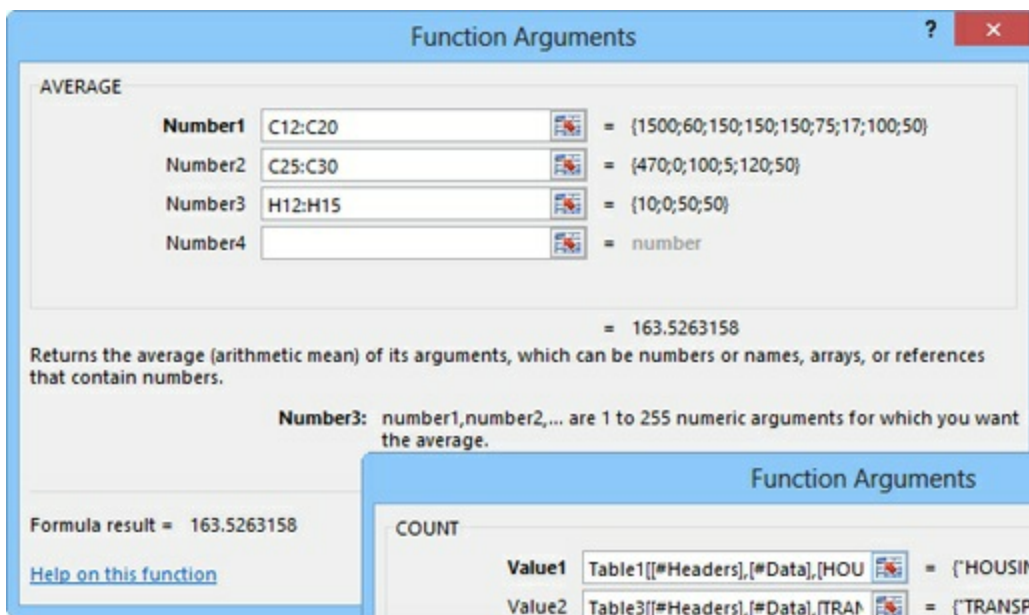 Function Arguments ? ×
AVERAGE
Number1 C12:C20 = {1500;60;150;150;150;75;17;100;50}
Number2 C25:C30 = {470;0;100;5;120;50}
Number3 H12:H15 = {10;0;50;50}
Number4 = number
= 163.5263158
Returns the average (arithmetic mean) of its arguments, which can be numbers or names, arrays, or references
that contain numbers.
Number3: number1,number2,... are 1 to 255 numeric arguments for which you want
the average.
Formula result = 163.5263158
Help on this function
Function Arguments
COUNT
Value1 Table1[[#Headers],[#Data],[HOU = {"HOUSIN
Value2 Table3[[#Headers],[#Data],[TRAN = {"TRANSP